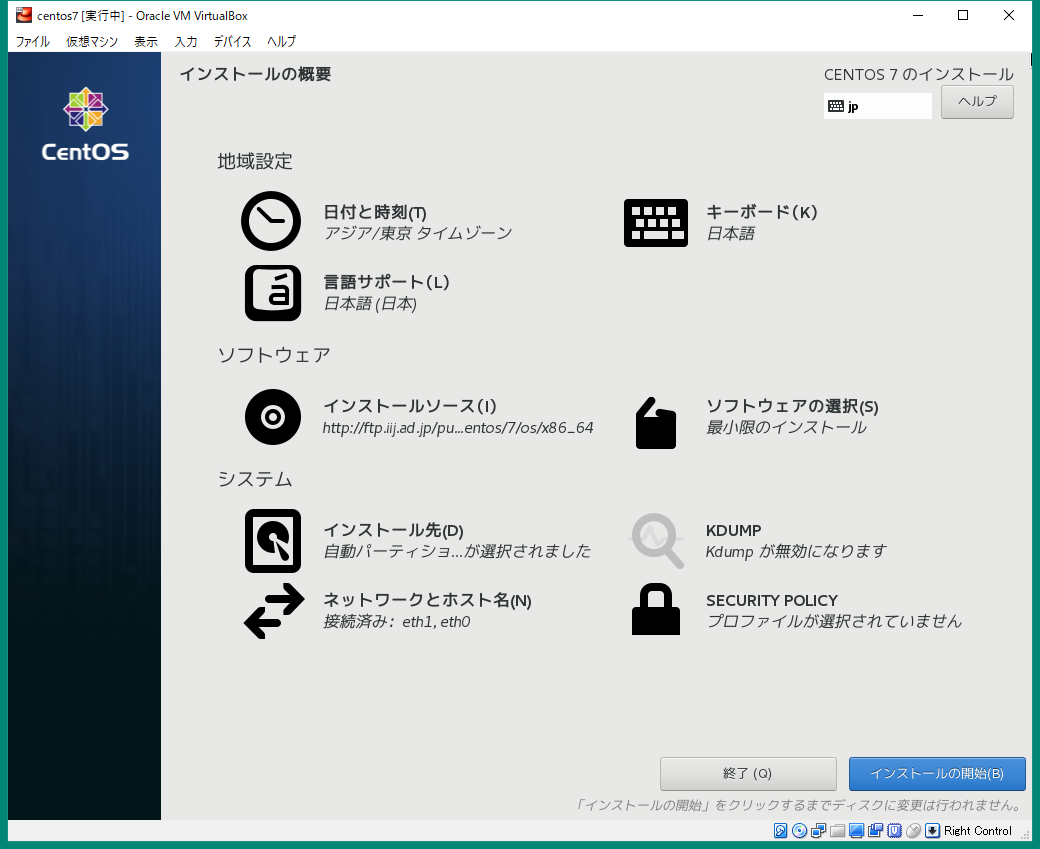 centos7 [実行中] - Oracle VM VirtualBox
ファイル 仮想マシン 表示 入力 デバイス ヘルプ
インストールの概要
CENTOS 7 のインストール
jp
ヘルプ
CentOS
地域設定
日付と時刻(T)
アジア/東京 タイムゾーン
キーボード(K)
日本語
言語サポート(L)
日本語 (日本)
ソフトウェア
インストールソース(I)
http://ftp.iij.ad.jp/pu...entos/7/os/x86_64
ソフトウェアの選択(S)
最小限のインストール
システム
インストール先(D)
自動パーティショ...が選択されました
KDUMP
Kdump が無効になります
ネットワークとホスト名(N)
接続済み: eth1, eth0
SECURITY POLICY
プロファイルが選択されていません
終了 (Q)
インストールの開始(B)
「インストールの開始」をクリックするまでディスクに変更は行われません。
Right Control